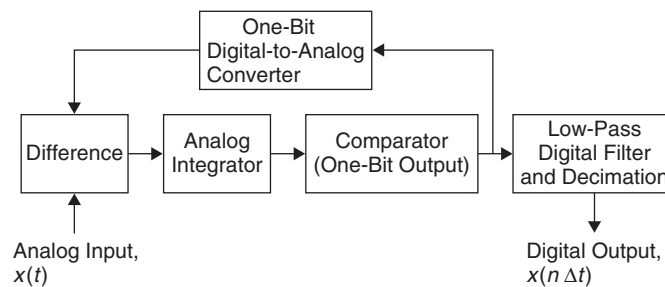 One-Bit
Digital-to-Analog
Converter
Difference
Analog
Integrator
Comparator
(One-Bit Output)
Low-Pass
Digital Filter
and Decimation
Analog Input,
x(t)
Digital Output,
x(n Δt)